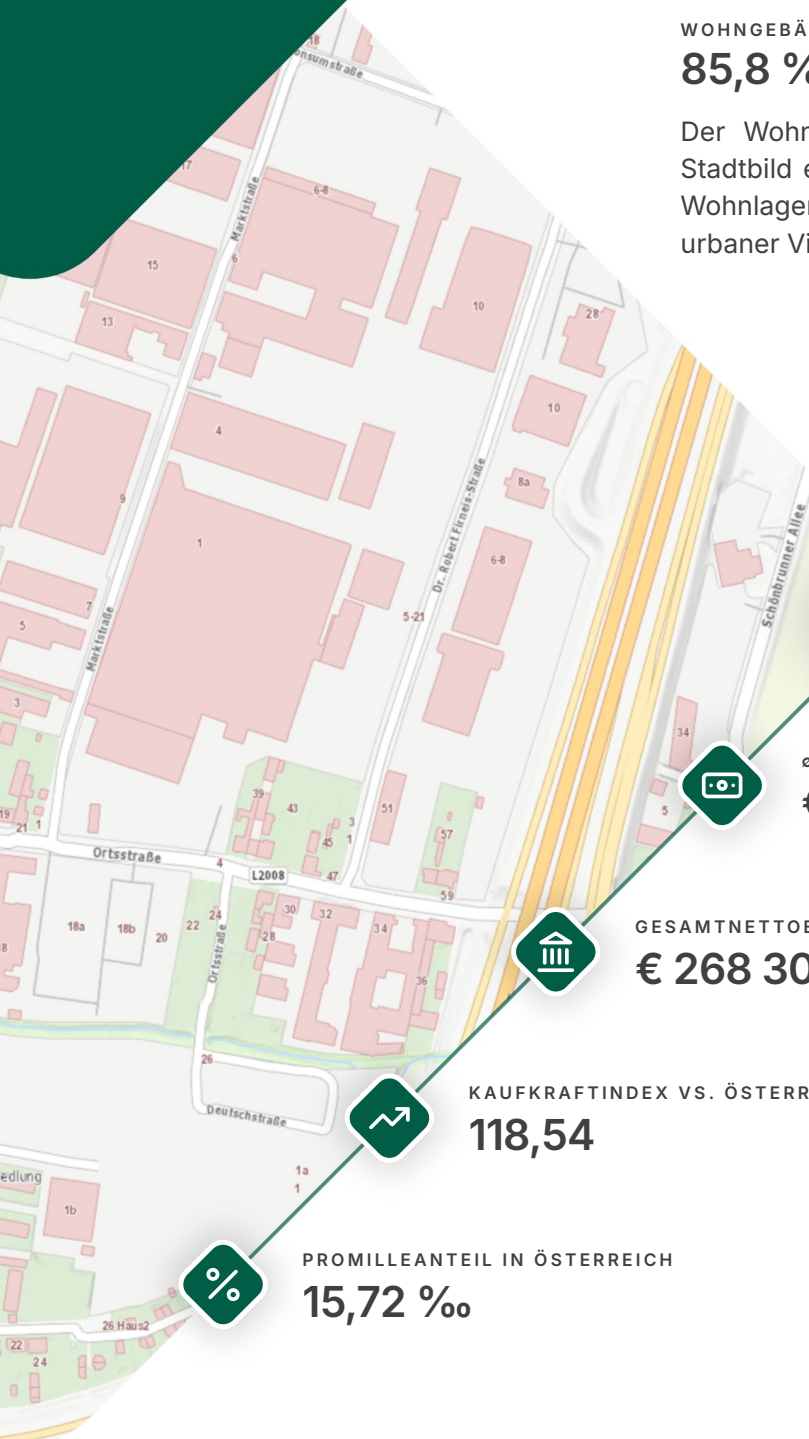 WOHNGEBÄ
85,8 %
Der Wohn
Stadtbild e
Wohnlage
urbaner Vi
18
onsumstraße
17
6-8
Marktstraße
15
6
10
13
28
4
10
9
8a
Dr. Robert Firneis-Straße
1
6-8
Schönbrunner Allee
7
5-21
5
Marktstraße
3
34
39
43
51
5
19
21
1
3
45
1
57
Ortsstraße
4
L2008
47
59
GESAMTNETTOE
€ 268 30
18a
18b
20
22
24
28
30
32
34
36
Ortsstraße
8
26
Deutschstraße
KAUFKRAFTINDEX VS. ÖSTERR
118,54
1a
1
edlung
1b
PROMILLEANTEIL IN ÖSTERREICH
15,72 ‰
26 Haus2
22
24